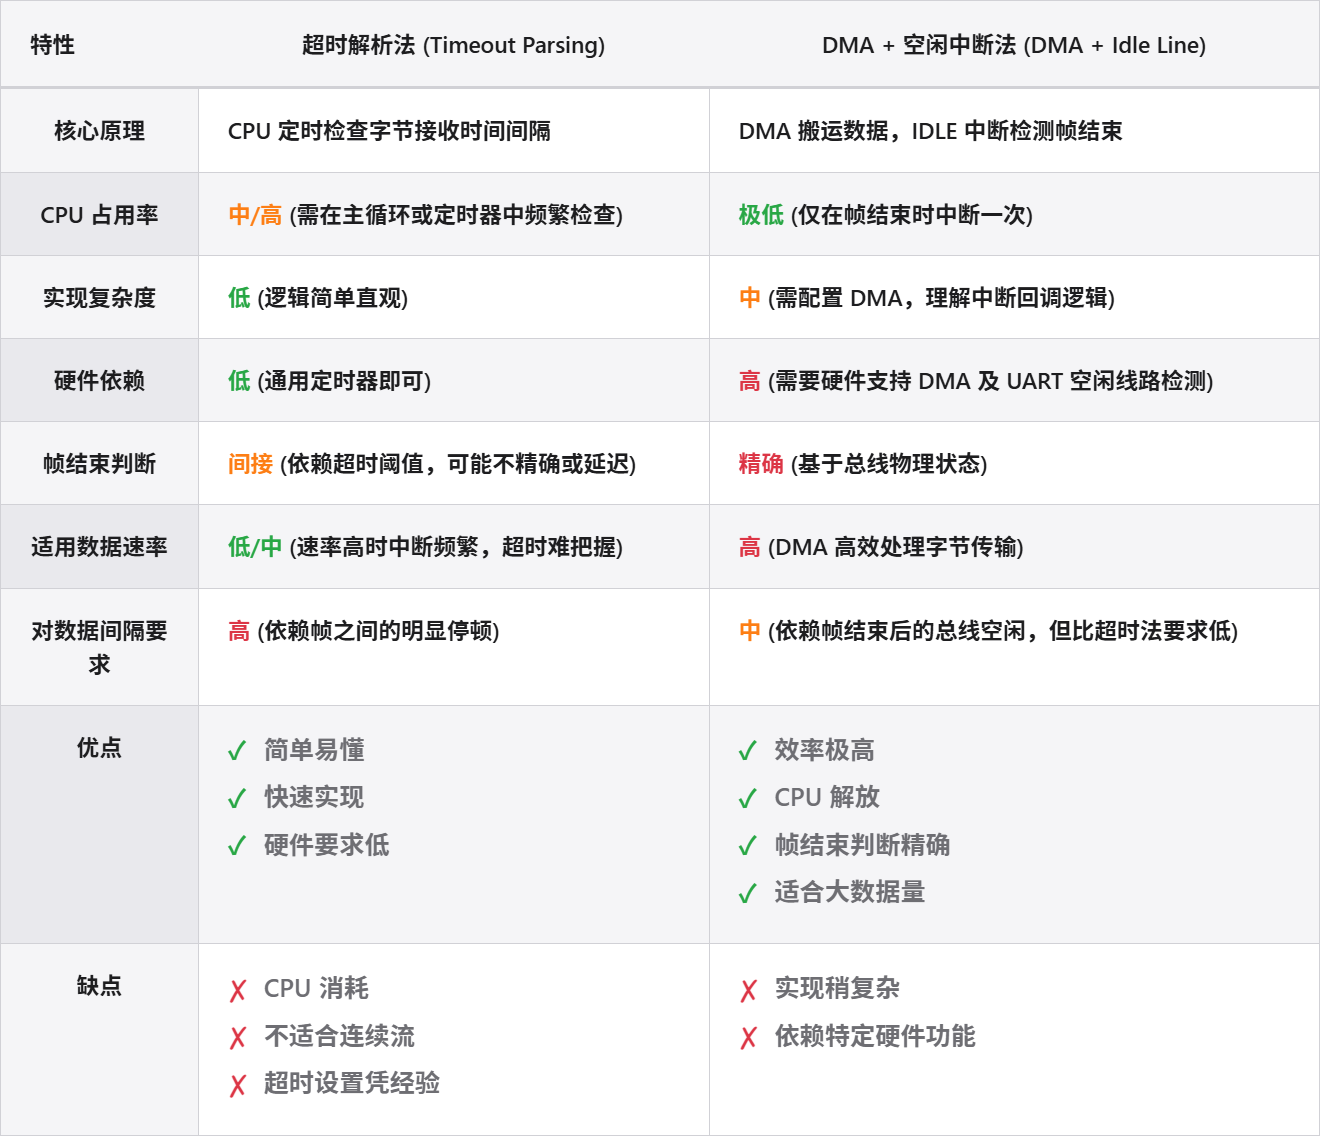 特性
超时解析法 (Timeout Parsing)
DMA + 空闲中断法 (DMA + Idle Line)
核心原理
CPU 定时检查字节接收时间间隔
DMA 搬运数据，IDLE 中断检测帧结束
CPU 占用率
中/高 (需在主循环或定时器中频繁检查)
极低 (仅在帧结束时中断一次)
实现复杂度
低 (逻辑简单直观)
中 (需配置 DMA，理解中断回调逻辑)
硬件依赖
低 (通用定时器即可)
高 (需要硬件支持 DMA 及 UART 空闲线路检测)
帧结束判断
间接 (依赖超时阈值，可能不精确或延迟)
精确 (基于总线物理状态)
适用数据速率
低/中 (速率高时中断频繁，超时难把握)
高 (DMA 高效处理字节传输)
对数据间隔要
求
高 (依赖帧之间的明显停顿)
中 (依赖帧结束后的总线空闲，但比超时法要求低)
优点
✓ 简单易懂
✓ 快速实现
✓ 硬件要求低
✓ 效率极高
✓ CPU 解放
✓ 帧结束判断精确
✓ 适合大数据量
缺点
✗ CPU 消耗
✗ 不适合连续流
✗ 超时设置凭经验
✗ 实现稍复杂
✗ 依赖特定硬件功能